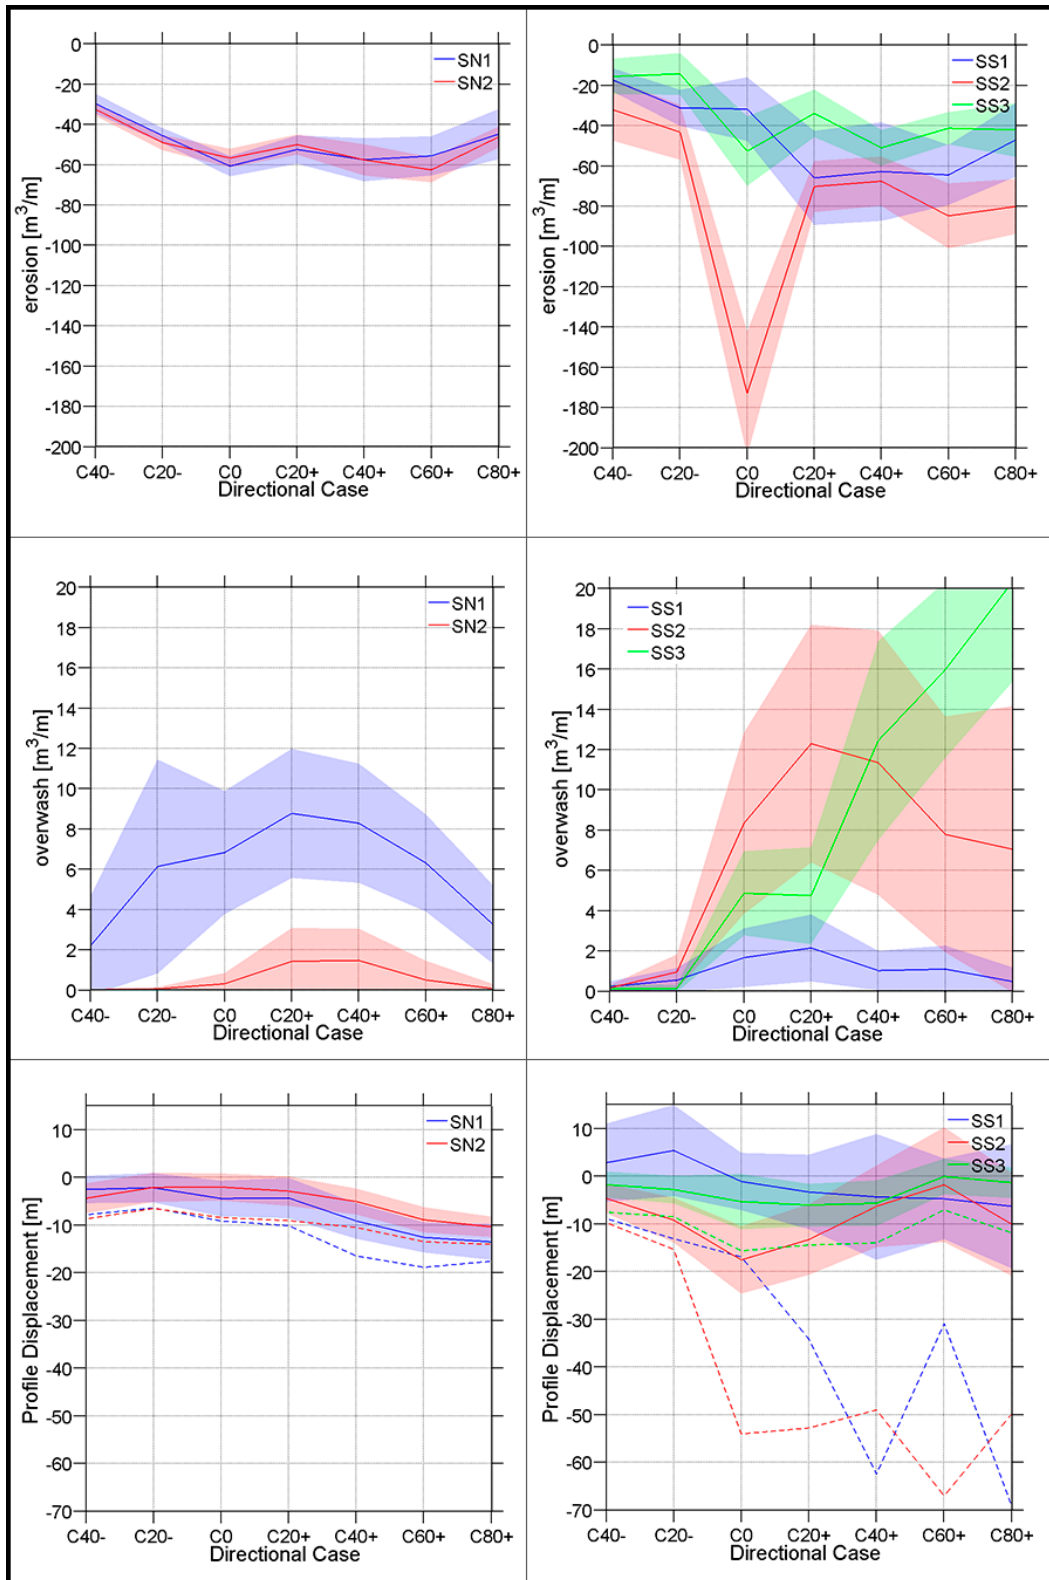 0
-20
-40
-60
-80
-100
-120
-140
-160
-180
-200
erosion [m³/m]
SN1
SN2
C40- C20- C0 C20+ C40+ C60+ C80+
Directional Case
0
-20
-40
-60
-80
-100
-120
-140
-160
-180
-200
erosion [m³/m]
SS1
SS2
SS3
C40- C20- C0 C20+ C40+ C60+ C80+
Directional Case
20
18
16
14
12
10
8
6
4
2
0
overwash [m³/m]
SN1
SN2
C40- C20- C0 C20+ C40+ C60+ C80+
Directional Case
20
18
16
14
12
10
8
6
4
2
0
overwash [m³/m]
SS1
SS2
SS3
C40- C20- C0 C20+ C40+ C60+ C80+
Directional Case
10
0
-10
-20
-30
-40
-50
-60
-70
Profile Displacement [m]
SN1
SN2
C40- C20- C0 C20+ C40+ C60+ C80+
Directional Case
10
0
-10
-20
-30
-40
-50
-60
-70
Profile Displacement [m]
SS1
SS2
SS3
C40- C20- C0 C20+ C40+ C60+ C80+
Directional Case